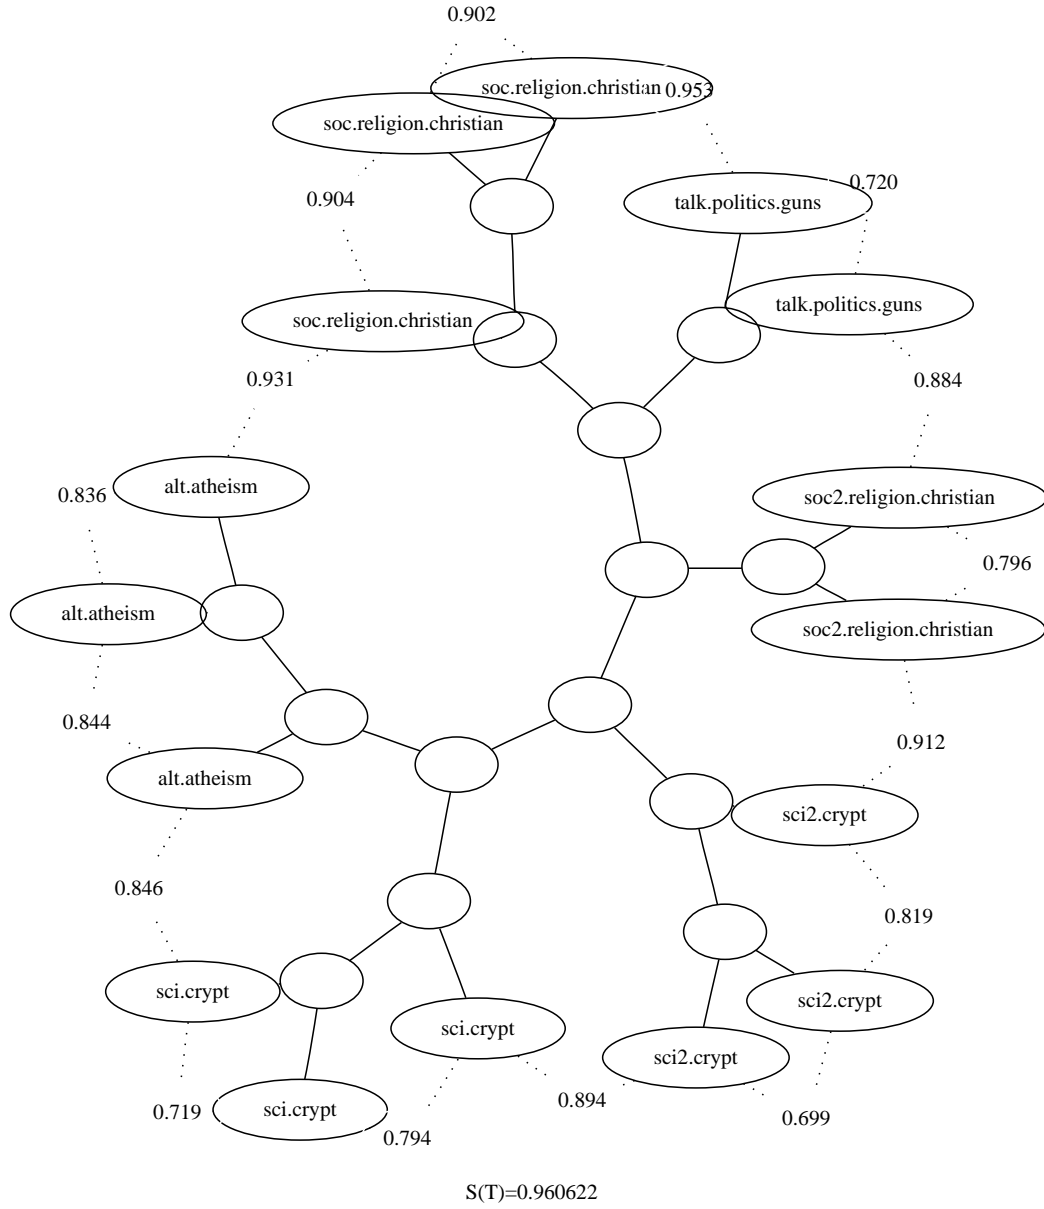 0.902
soc.religion.christian
0.953
soc.religion.christian
0.720
0.904
talk.politics.guns
talk.politics.guns
soc.religion.christian
0.931
0.884
alt.atheism
0.836
soc2.religion.christian
0.796
alt.atheism
soc2.religion.christian
0.844
0.912
alt.atheism
sci2.crypt
0.846
0.819
sci.crypt
sci2.crypt
sci.crypt
sci2.crypt
0.894
0.719
sci.crypt
0.699
0.794
S(T)=0.960622